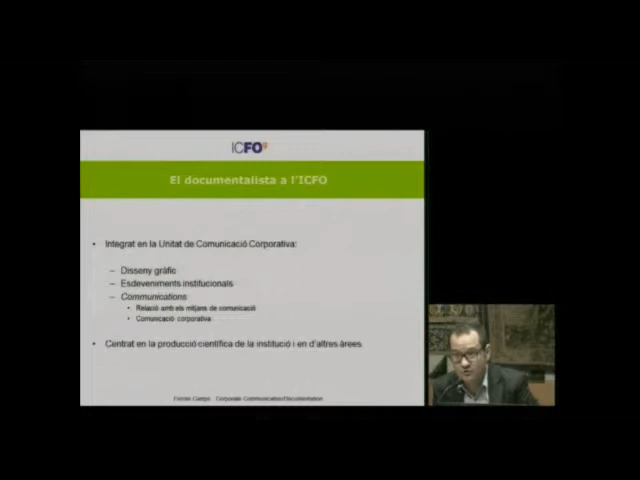 ICFO
El documentalista a l'ICFO
• Integrat en la Unitat de Comunicació Corporativa:
– Disseny gràfic
– Esdeveniments institucionals
– Communications
• Relació amb els mitjans de comunicació
• Comunicació corporativa
• Centrat en la producció científica de la institució i en d'altres àrees
Ferran Camps Corporate Communication/Documentation